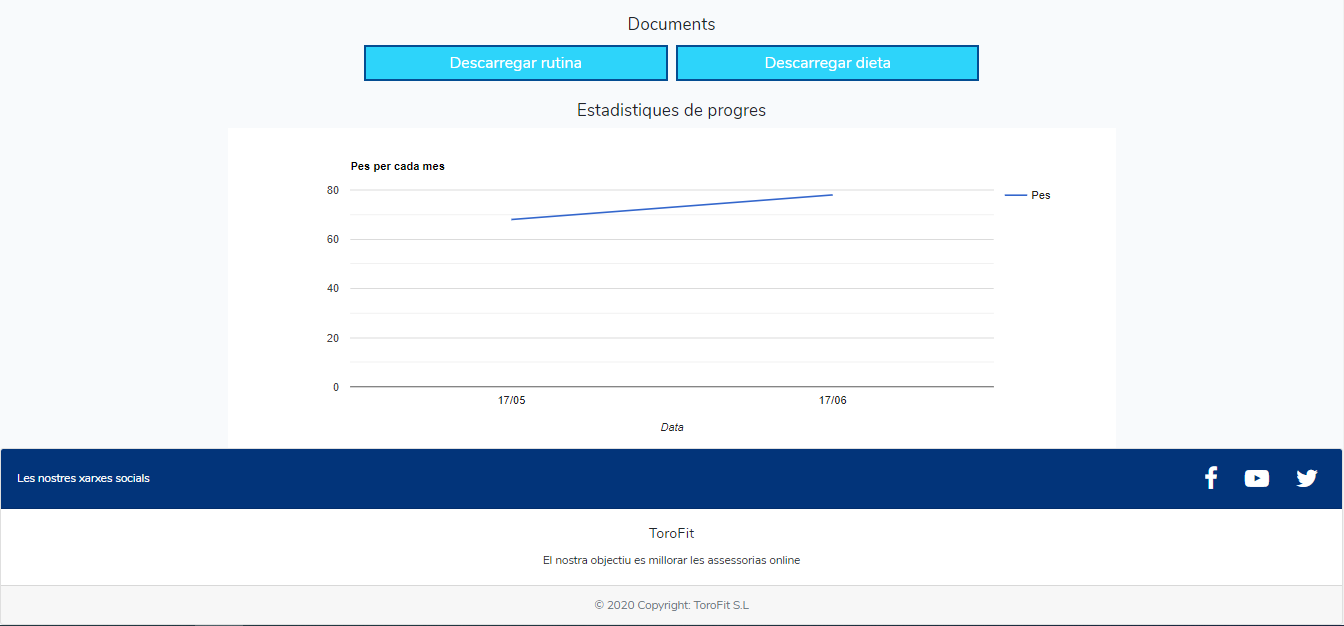 Documents
Descarregar rutina Descarregar dieta
Estadistiques de progres
Pes per cada mes
80
Pes
60
40
20
0
17/05 17/06
Data
Les nostres xarxes socials
ToroFit
El nostra objectiu es millorar les assessorias online
© 2020 Copyright: ToroFit S.L